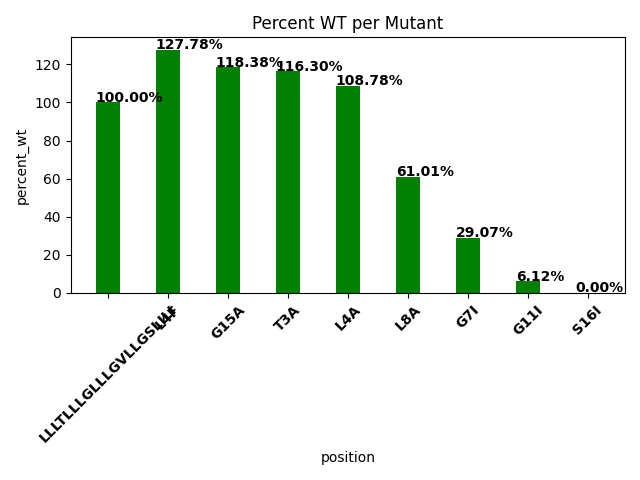 Percent WT per Mutant
percent_wt
120
100
80
60
40
20
0
100.00%
127.78%
118.38%
116.30%
108.78%
61.01%
29.07%
6.12%
0.00%
G15A
T3A
L4A
L8A
G7I
G11I
S16I
position